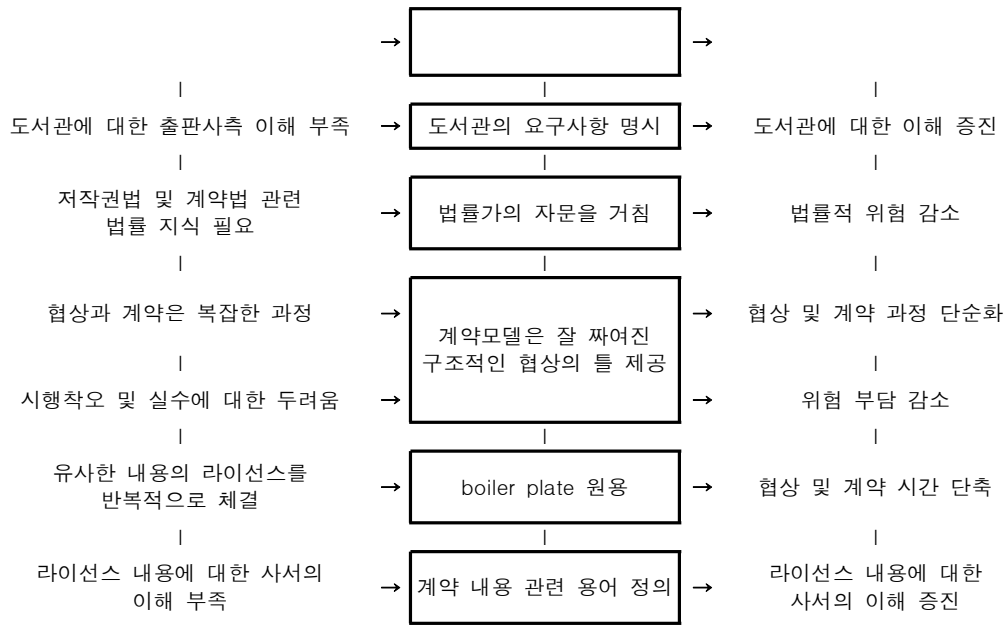 → →
| | |
도서관에 대한 출판사측 이해 부족 → 도서관의 요구사항 명시 → 도서관에 대한 이해 증진
| | |
저작권법 및 계약법 관련
법률 지식 필요
→ 법률가의 자문을 거침 → 법률적 위험 감소
| | |
협상과 계약은 복잡한 과정 →
계약모델은 잘 짜여진
구조적인 협상의 틀 제공
→ 협상 및 계약 과정 단순화
|
시행착오 및 실수에 대한 두려움 → → 위험 부담 감소
| | |
유사한 내용의 라이선스를
반복적으로 체결
→ boiler plate 원용 → 협상 및 계약 시간 단축
| | |
라이선스 내용에 대한 사서의
이해 부족
→ 계약 내용 관련 용어 정의 →
라이선스 내용에 대한
사서의 이해 증진